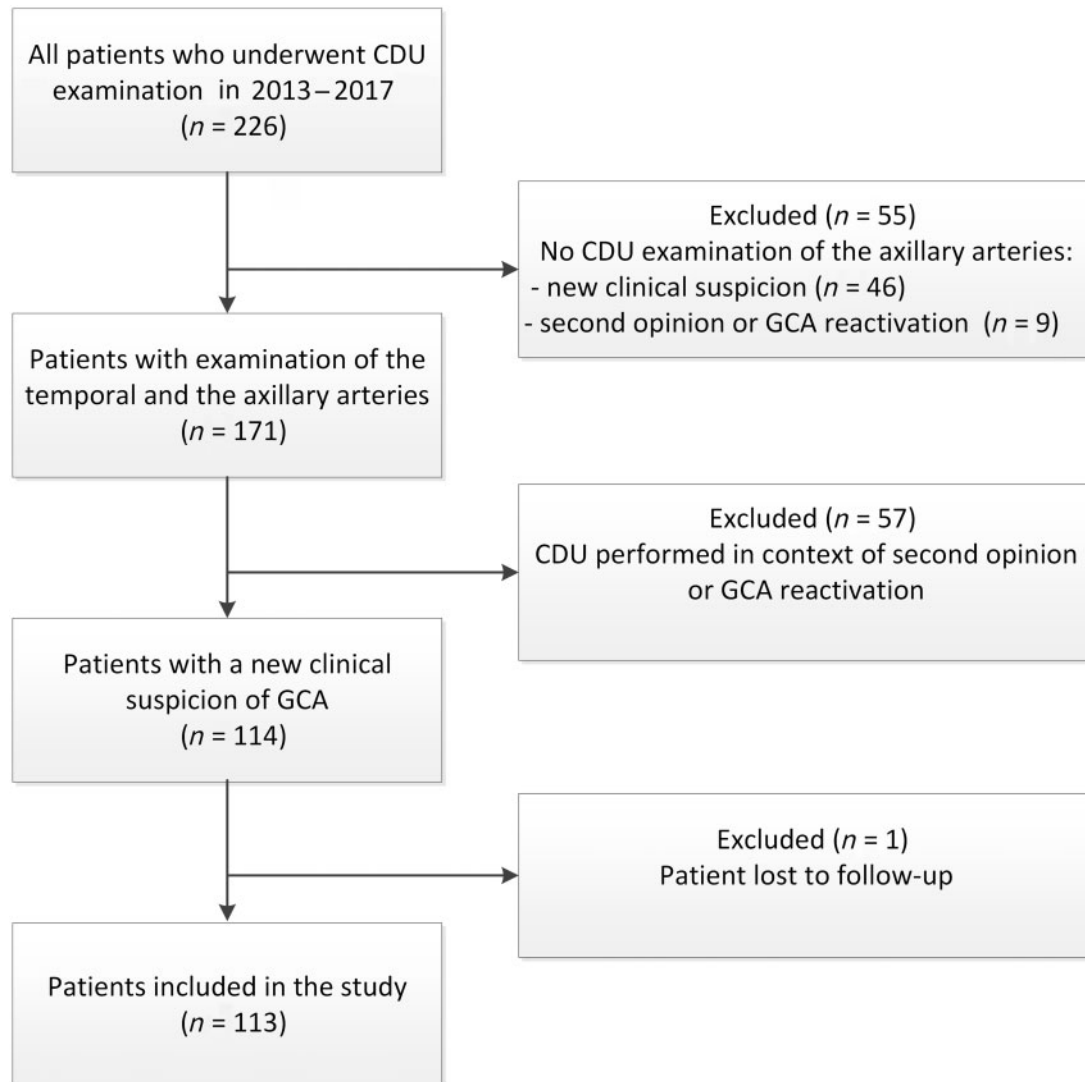 All patients who underwent CDU
examination in 2013–2017
(n = 226)
Excluded (n = 55)
No CDU examination of the axillary arteries:
- new clinical suspicion (n = 46)
- second opinion or GCA reactivation (n = 9)
Patients with examination of the
temporal and the axillary arteries
(n = 171)
Excluded (n = 57)
CDU performed in context of second opinion
or GCA reactivation
Patients with a new clinical
suspicion of GCA
(n = 114)
Excluded (n = 1)
Patient lost to follow-up
Patients included in the study
(n = 113)